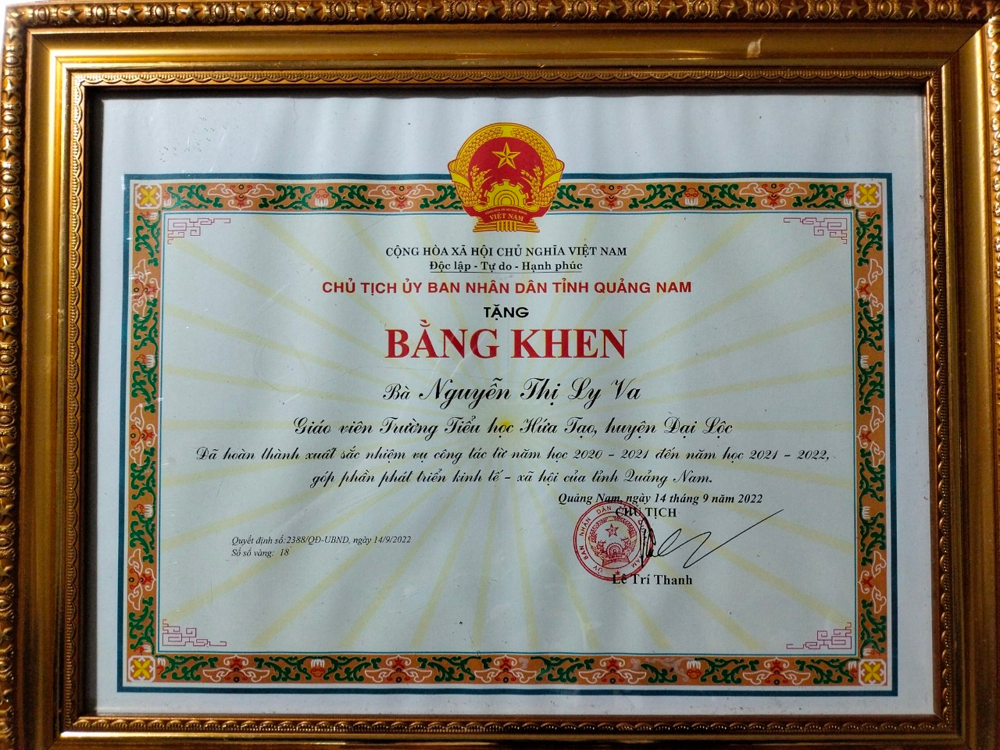 VIỆT NAM
CỘNG HÒA XÃ HỘI CHỦ NGHĨA VIỆT NAM
Độc lập - Tự do - Hạnh phúc
CHỦ TỊCH ỦY BAN NHÂN DÂN TỈNH QUẢNG NAM
TẶNG
BẰNG KHEN
Bà Nguyễn Thị Ly Va
Giáo viên Trường Tiểu học Hứa Tạo, huyện Đại Lộc
Đã hoàn thành xuất sắc nhiệm vụ công tác từ năm học 2020 - 2021 đến năm học 2021 - 2022,
góp phần phát triển kinh tế - xã hội của tỉnh Quảng Nam.
Quảng Nam, ngày 14 tháng 9 năm 2022
CHỦ TỊCH
Quyết định số:2388/QĐ-UBND, ngày 14/9/2022
Số sổ vàng: 18
ỦY BAN NHÂN DÂN
Lê Trí Thanh